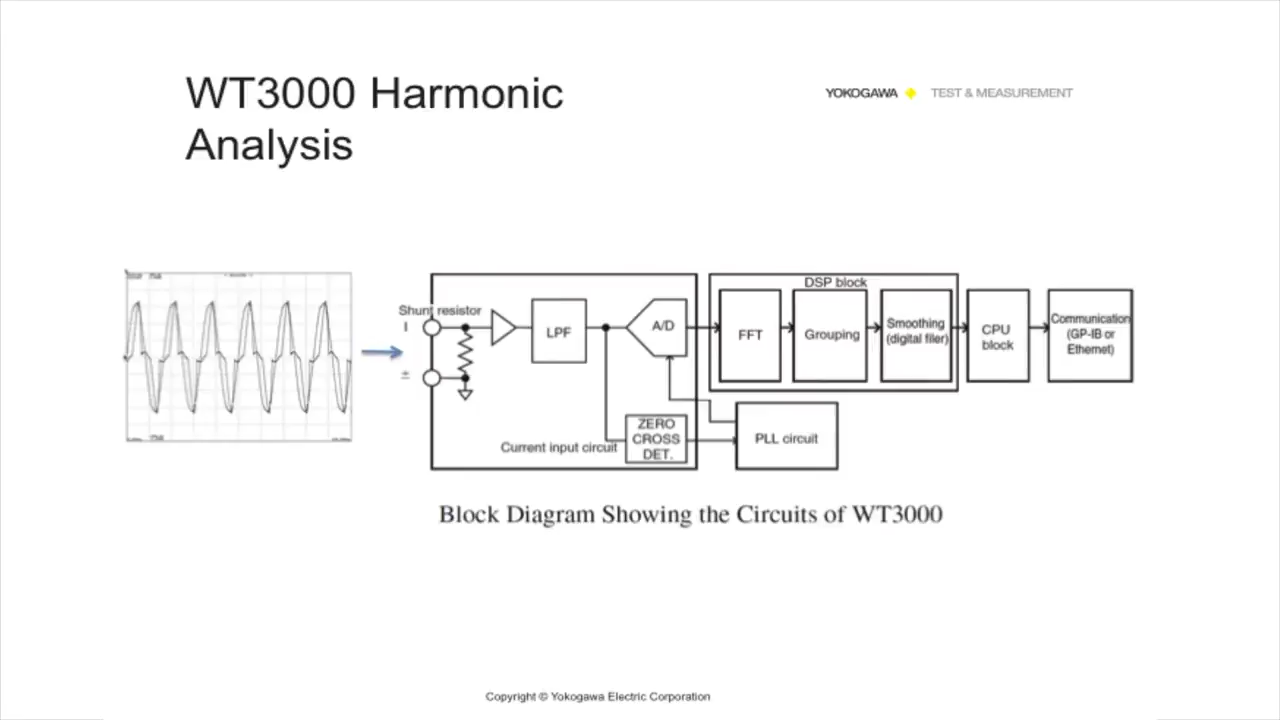 WT3000 Harmonic
Analysis
YOKOGAWA TEST & MEASUREMENT
Shunt resistor
I
±
LPF
A/D
Current input circuit
ZERO
CROSS
DET.
PLL circuit
DSP block
FFT
Grouping
Smoothing
(digital filer)
CPU
block
Communication
(GP-IB or
Ethernet)
Block Diagram Showing the Circuits of WT3000
Copyright © Yokogawa Electric Corporation